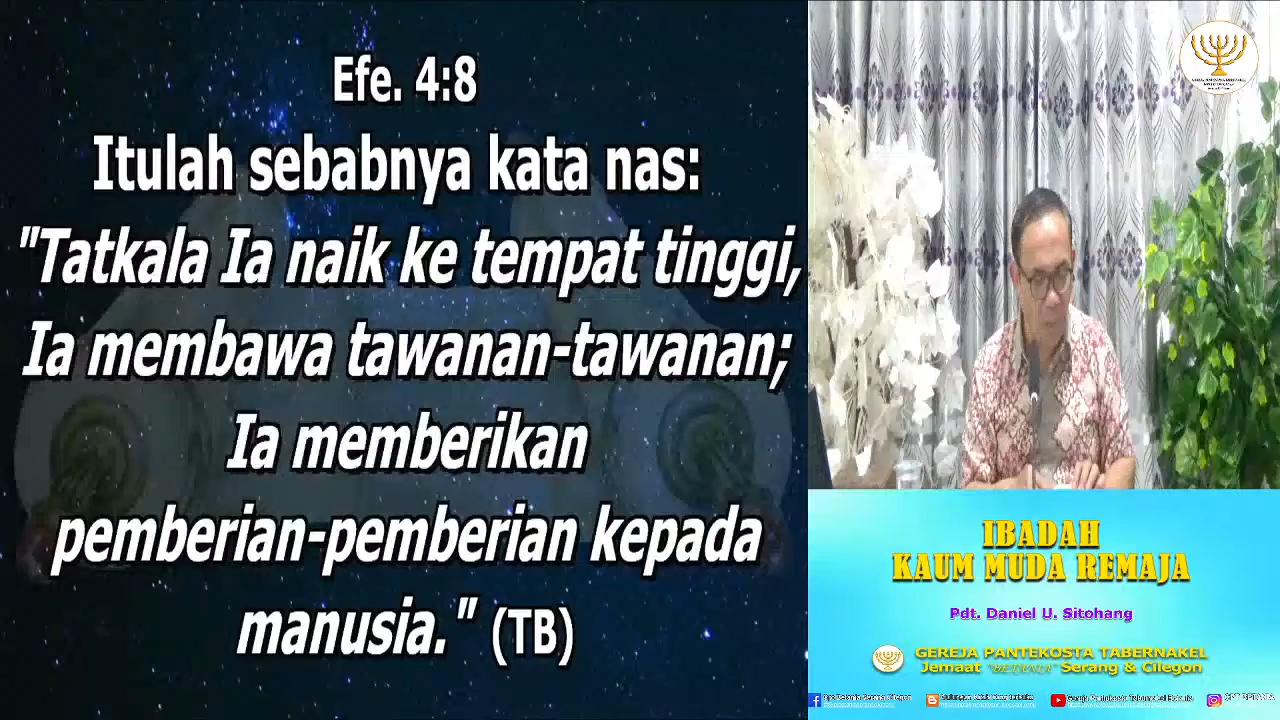 Efe. 4:8
Itulah sebabnya kata nas:
"Tatkala Ia naik ke tempat tinggi,
Ia membawa tawanan-tawanan;
Ia memberikan
pemberian-pemberian kepada
manusia." (TB)
IBADAH
KAUM MUDA REMAJA
Pdt. Daniel U. Sitohang
GEREJA PANTEKOSTA TABERNAKEL
Jemaat "BETANIA" Serang & Cilegon